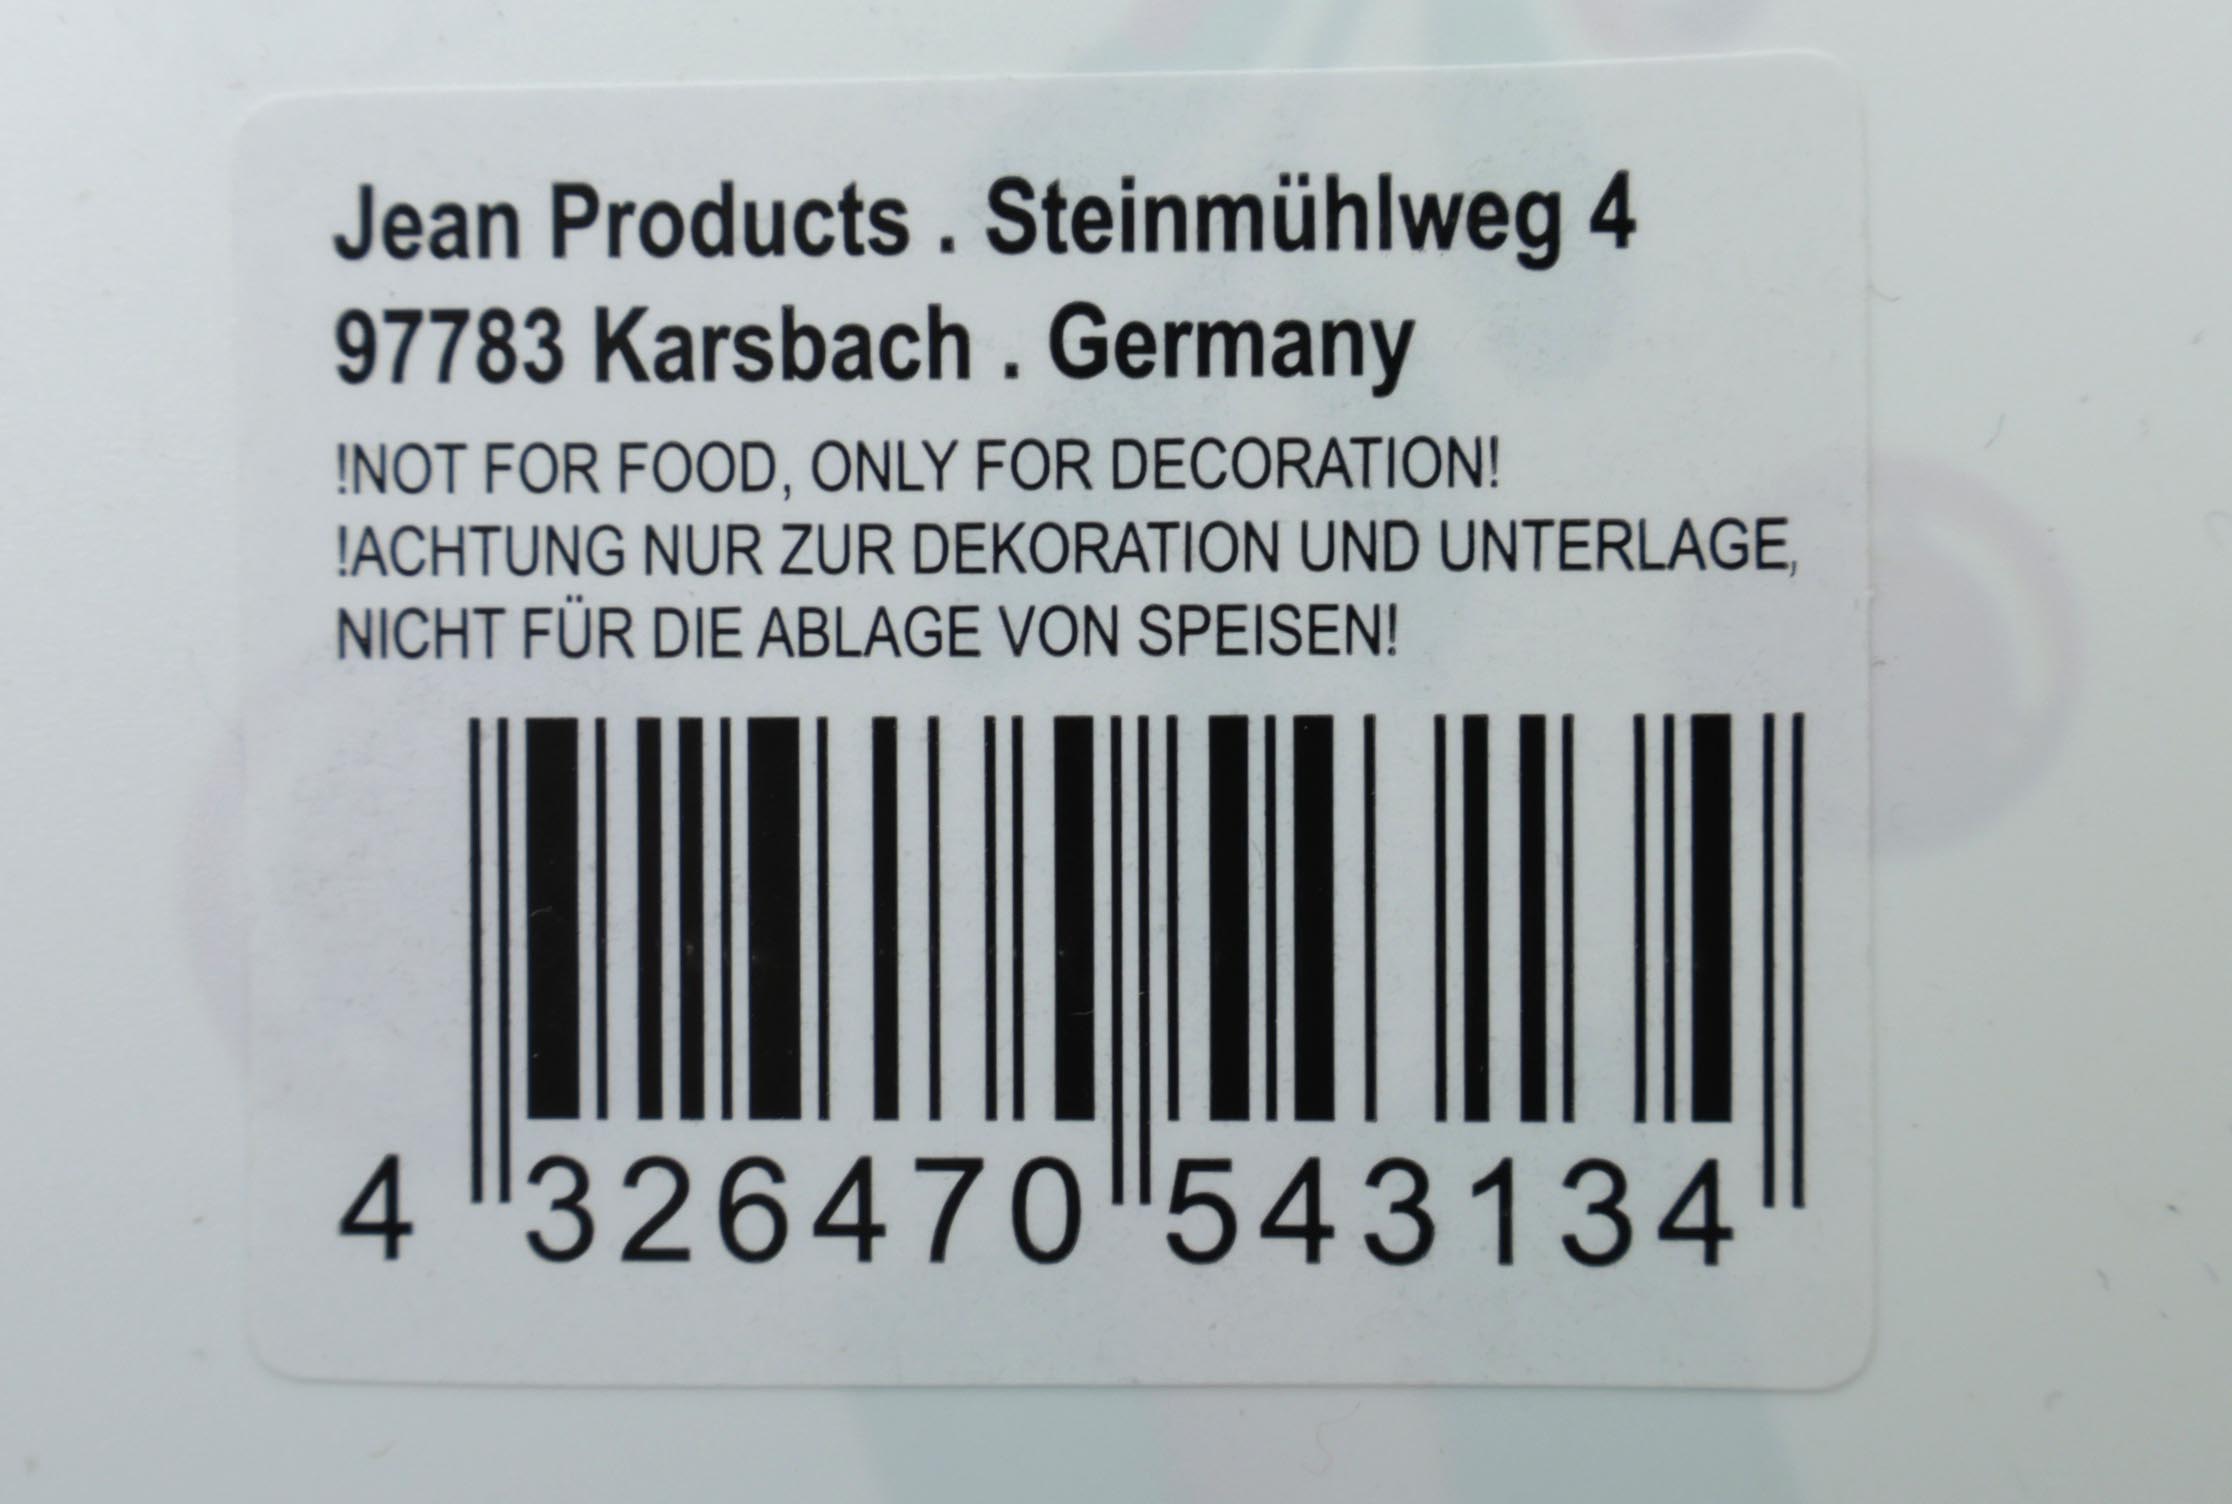 Jean Products . Steinmühlweg 4
97783 Karsbach . Germany
!NOT FOR FOOD, ONLY FOR DECORATION!
!ACHTUNG NUR ZUR DEKORATION UND UNTERLAGE,
NICHT FÜR DIE ABLAGE VON SPEISEN!
4 326470 543134